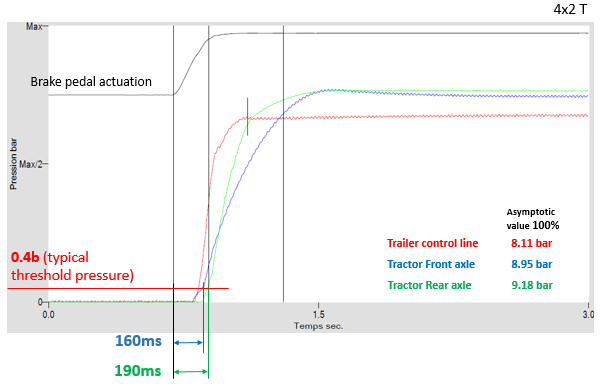 4x2 T
Max
Brake pedal actuation
Pression bar
Max/2
Asymptotic
value 100%
0.4b (typical
threshold pressure)
Trailer control line 8.11 bar
Tractor Front axle 8.95 bar
Tractor Rear axle 9.18 bar
0
0.0 1.5 3.0
Temps sec.
160ms
190ms